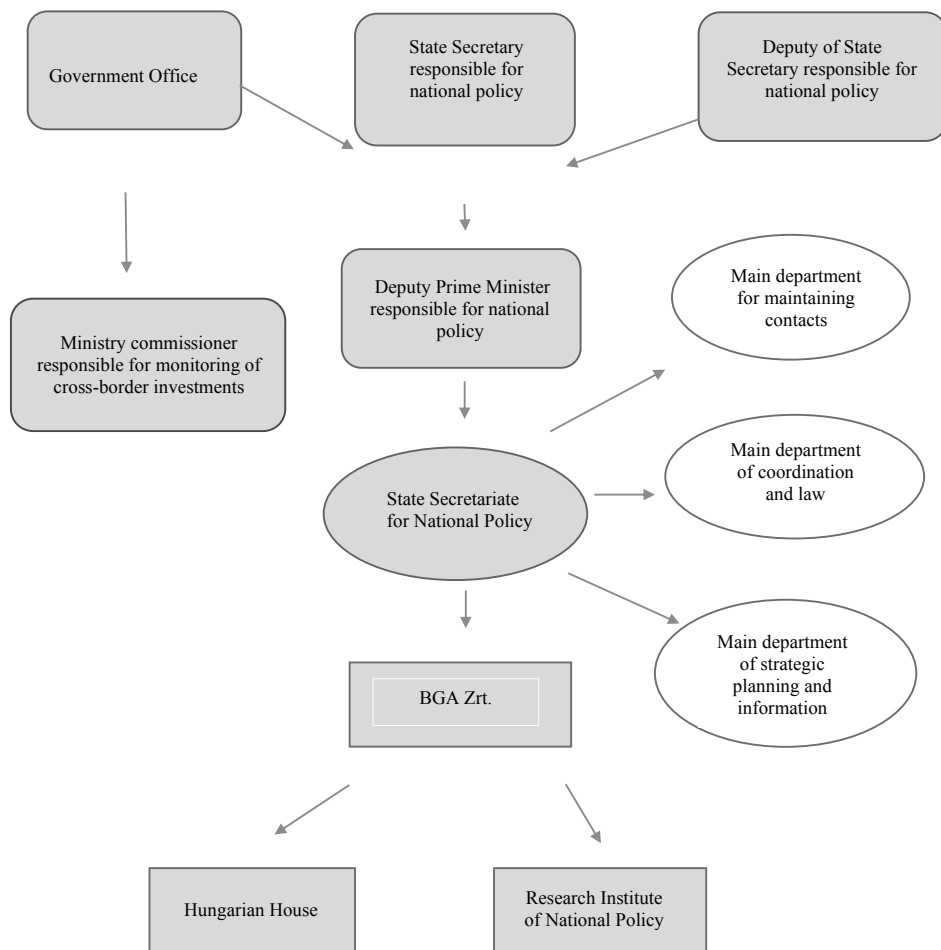 Government Office
State Secretary
responsible for
national policy
Deputy of State
Secretary responsible for
national policy
Deputy Prime Minister
responsible for national
policy
Main department
for maintaining
contacts
Ministry commissioner
responsible for monitoring of
cross-border investments
Main department
of coordination
and law
State Secretariate
for National Policy
Main department
of strategic
planning and
information
BGA Zrt.
Hungarian House
Research Institute
of National Policy